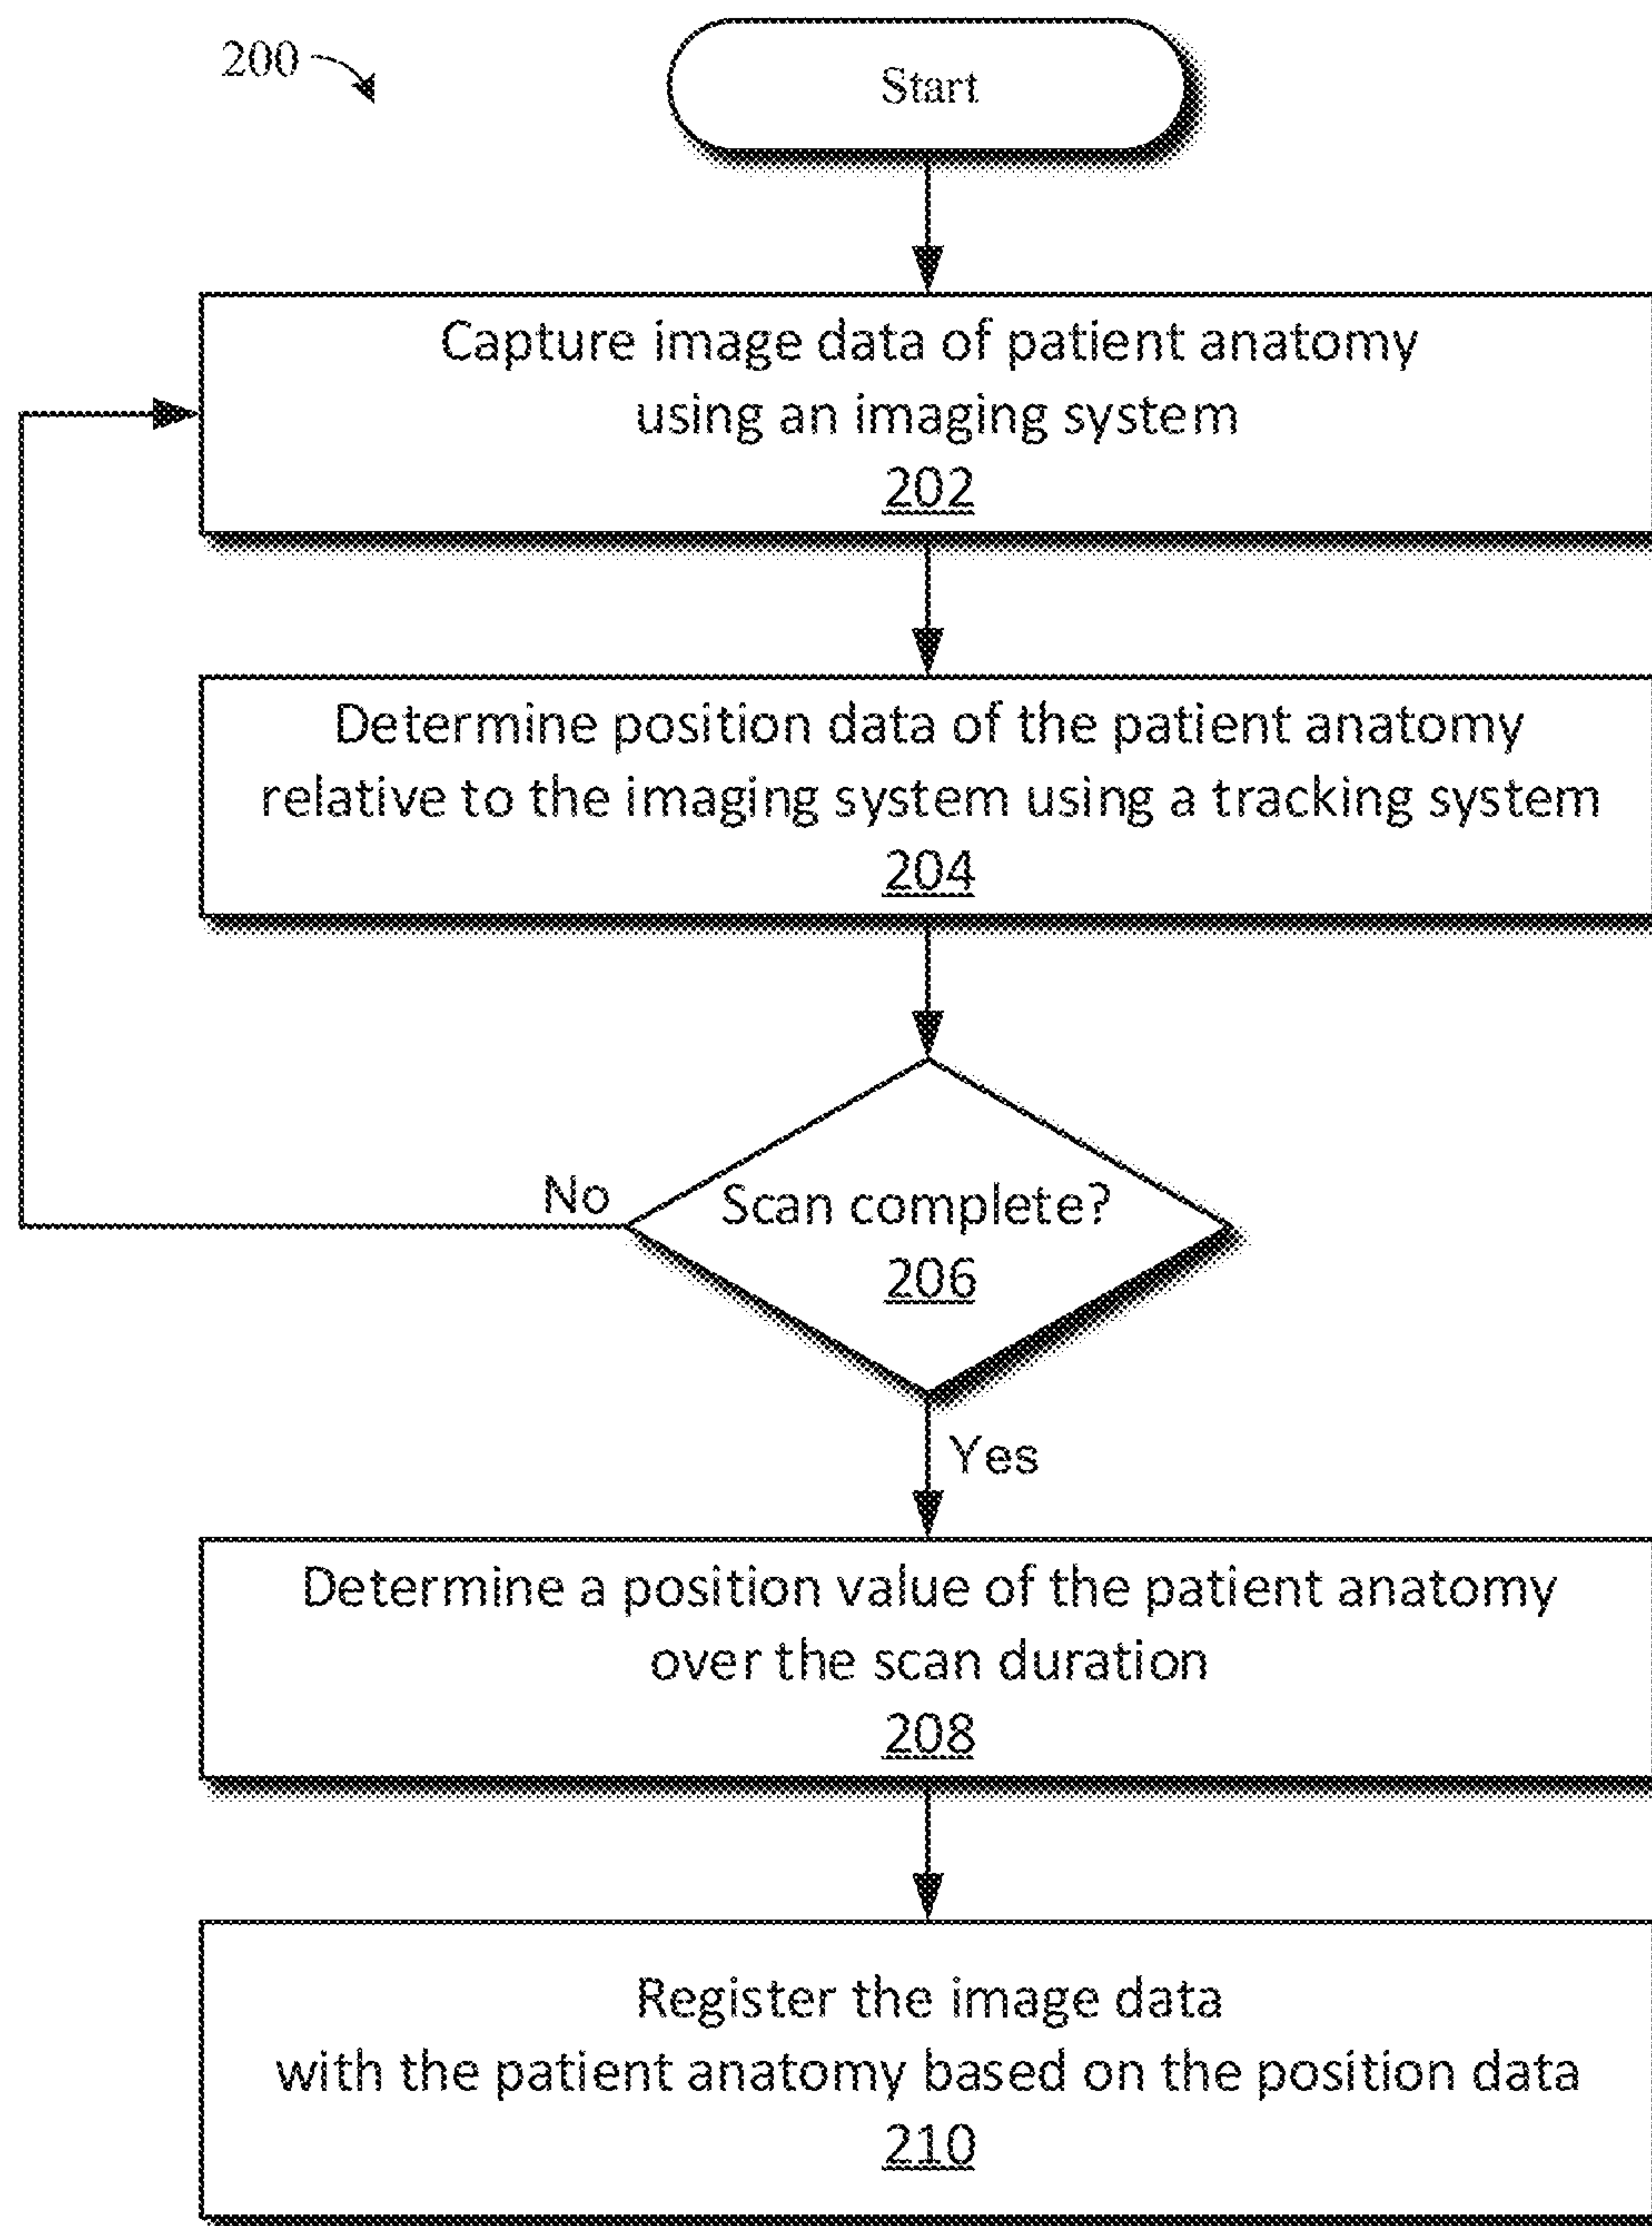 200
Start
Capture image data of patient anatomy
using an imaging system
202
Determine position data of the patient anatomy
relative to the imaging system using a tracking system
204
No
Scan complete?
206
Yes
Determine a position value of the patient anatomy
over the scan duration
208
Register the image data
with the patient anatomy based on the position data
210